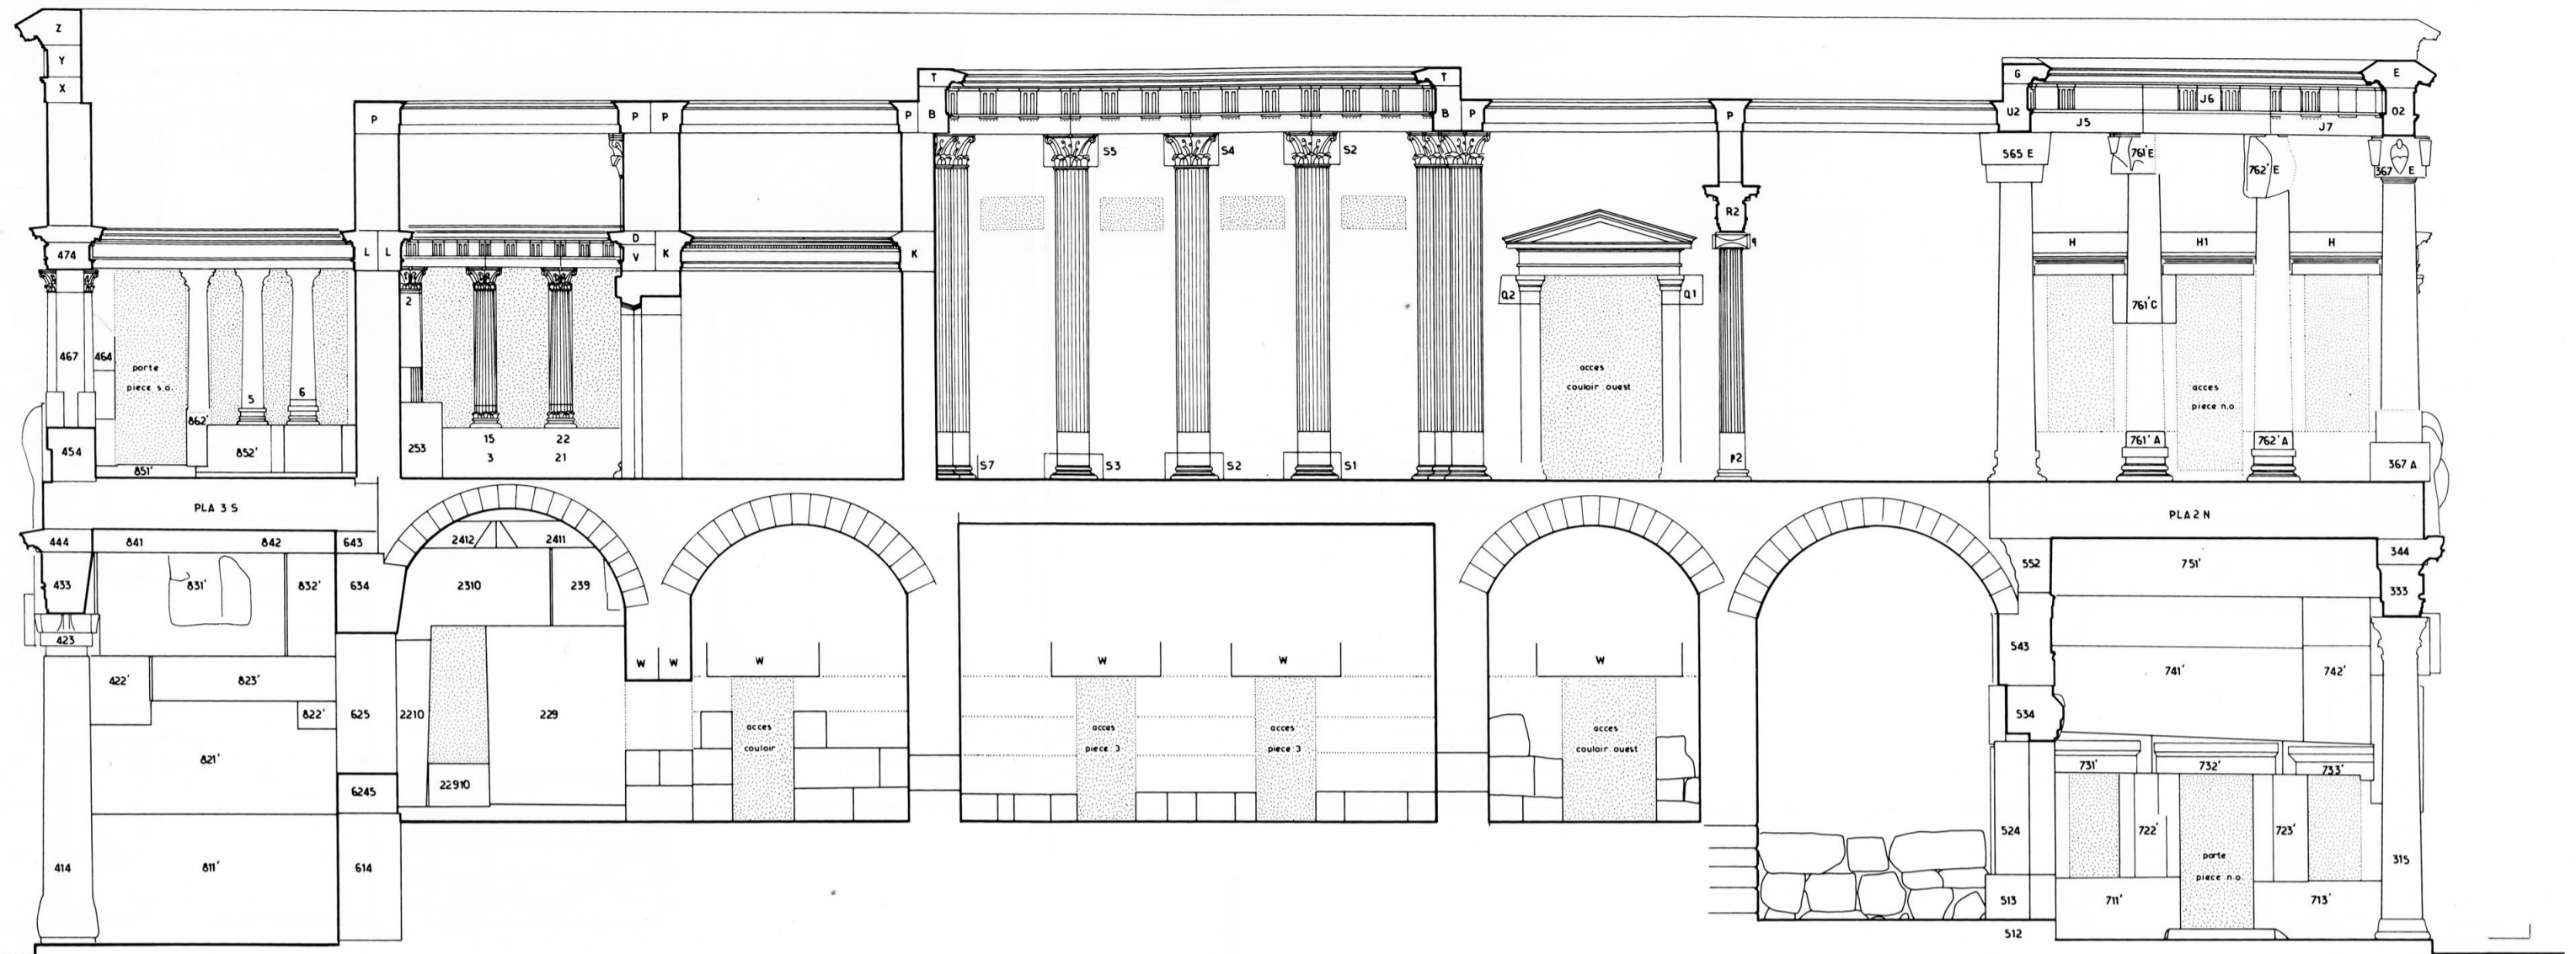 Z
Y
X
T
T
G
E
P
P
P
P
B
B
P
P
U2
J6
O2
J5
J7
S5
S4
S2
565 E
761'E
762' E
367 E
R2
474
L
L
D
V
K
K
q
H
H1
H
2
Q2
Q1
761'C
467
464
porte
piece s.o.
5
6
862'
acces
couloir ouest
acces
piece n.o.
454
851'
852'
253
15
22
3
21
S7
S3
S2
S1
P2
761' A
762' A
367 A
PLA 3 S
PLA 2 N
444
841
842
643
2412
2411
552
751'
344
433
831'
832'
634
2310
239
333
423
543
W
W
W
W
W
W
422'
823'
822'
625
2210
229
741'
742'
534
acces
couloir
acces
piece 3
acces
piece 3
acces
couloir ouest
821'
731'
732'
733'
6245
22910
524
722'
723'
414
811'
614
porte
piece n.o.
315
513
711'
713'
512